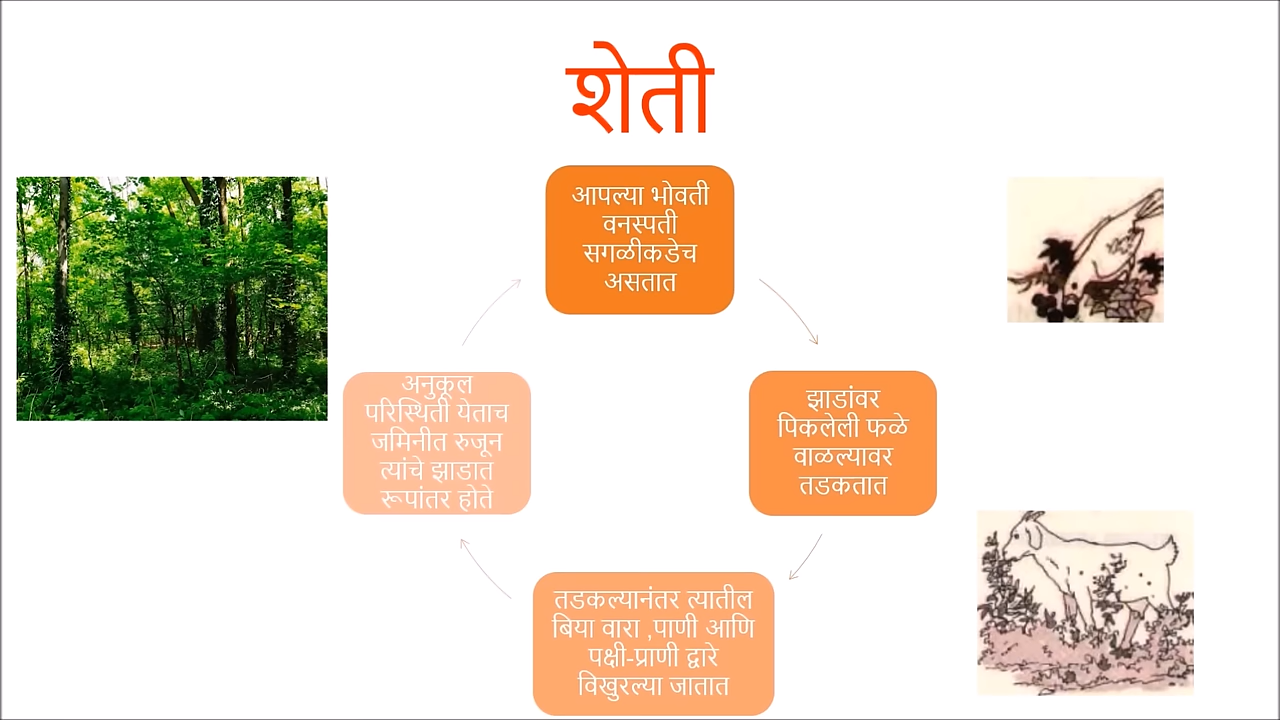 शेती
आपल्या भोवती
वनस्पती
सगळीकडेच
असतात
झाडांवर
पिकलेली फळे
वाळल्यावर
तडकतात
तडकल्यानंतर त्यातील
बिया वारा ,पाणी आणि
पक्षी-प्राणी द्वारे
विखुरल्या जातात
अनुकूल
परिस्थिती येताच
जमिनीत रुजून
त्यांचे झाडात
रूपांतर होते